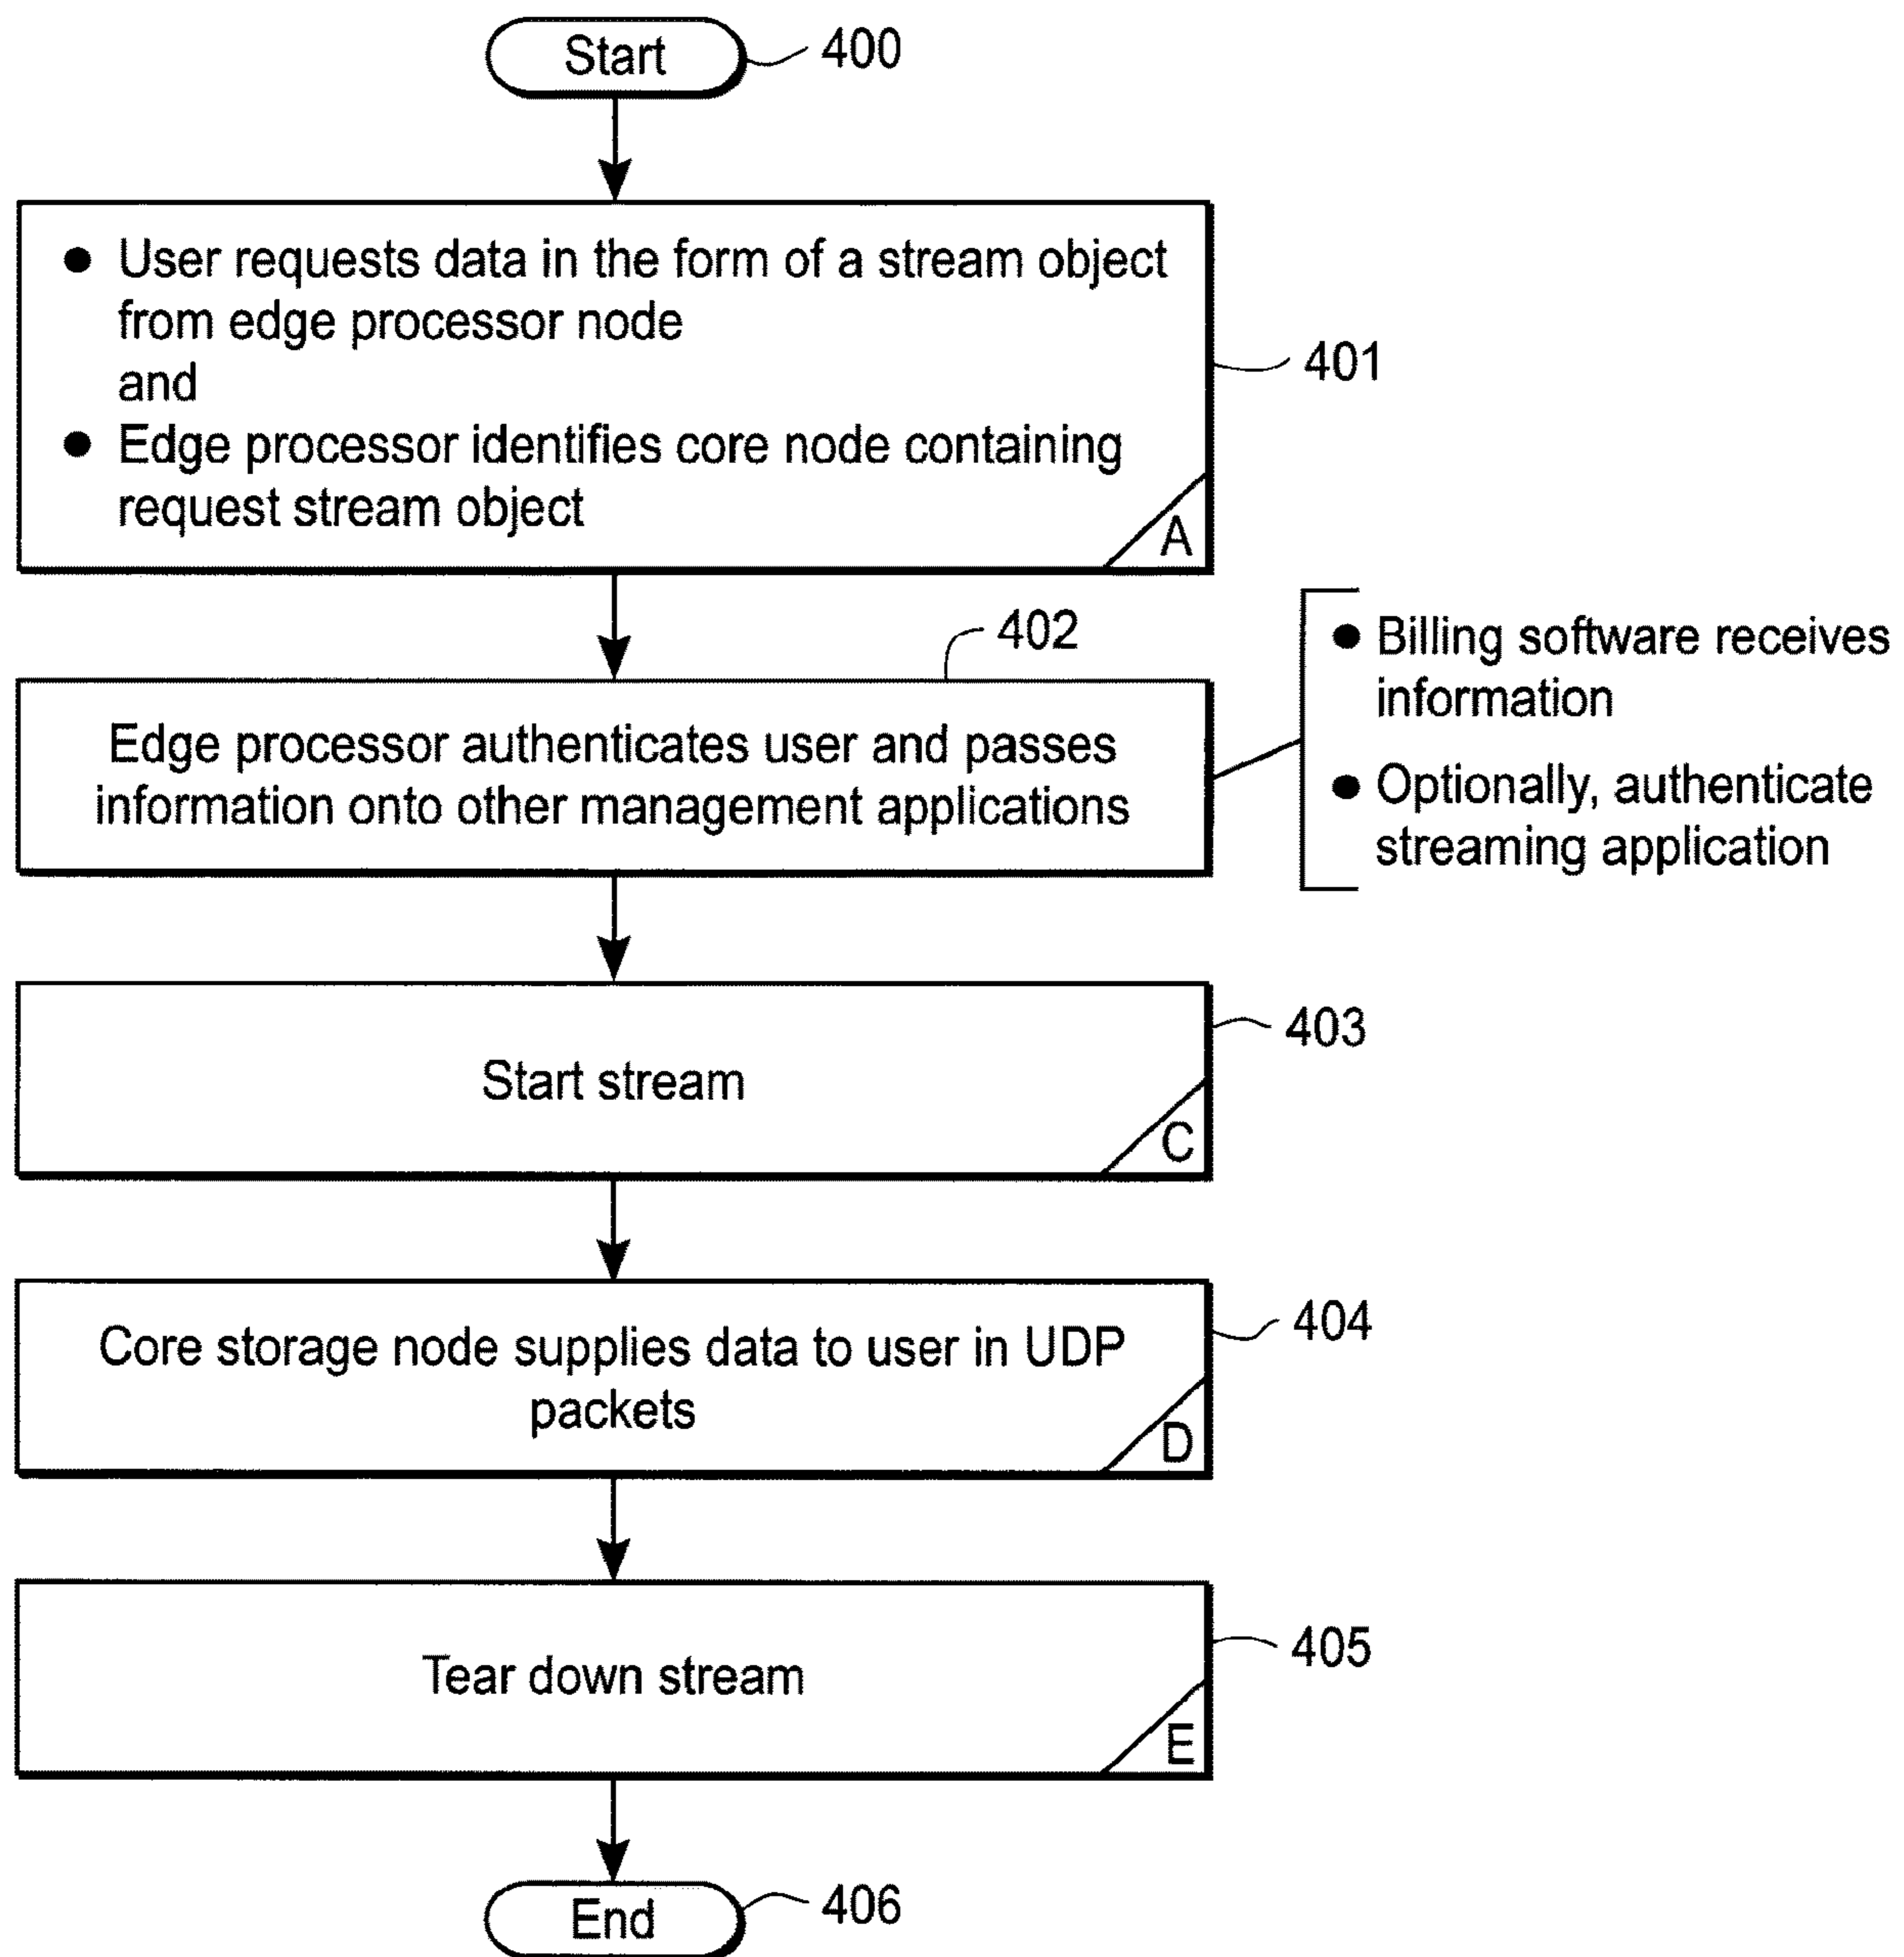 Start
400
● User requests data in the form of a stream object
from edge processor node
and
● Edge processor identifies core node containing
request stream object
A
401
402
Edge processor authenticates user and passes
information onto other management applications
● Billing software receives
information
● Optionally, authenticate
streaming application
Start stream
C
403
Core storage node supplies data to user in UDP
packets
D
404
Tear down stream
E
405
End
406